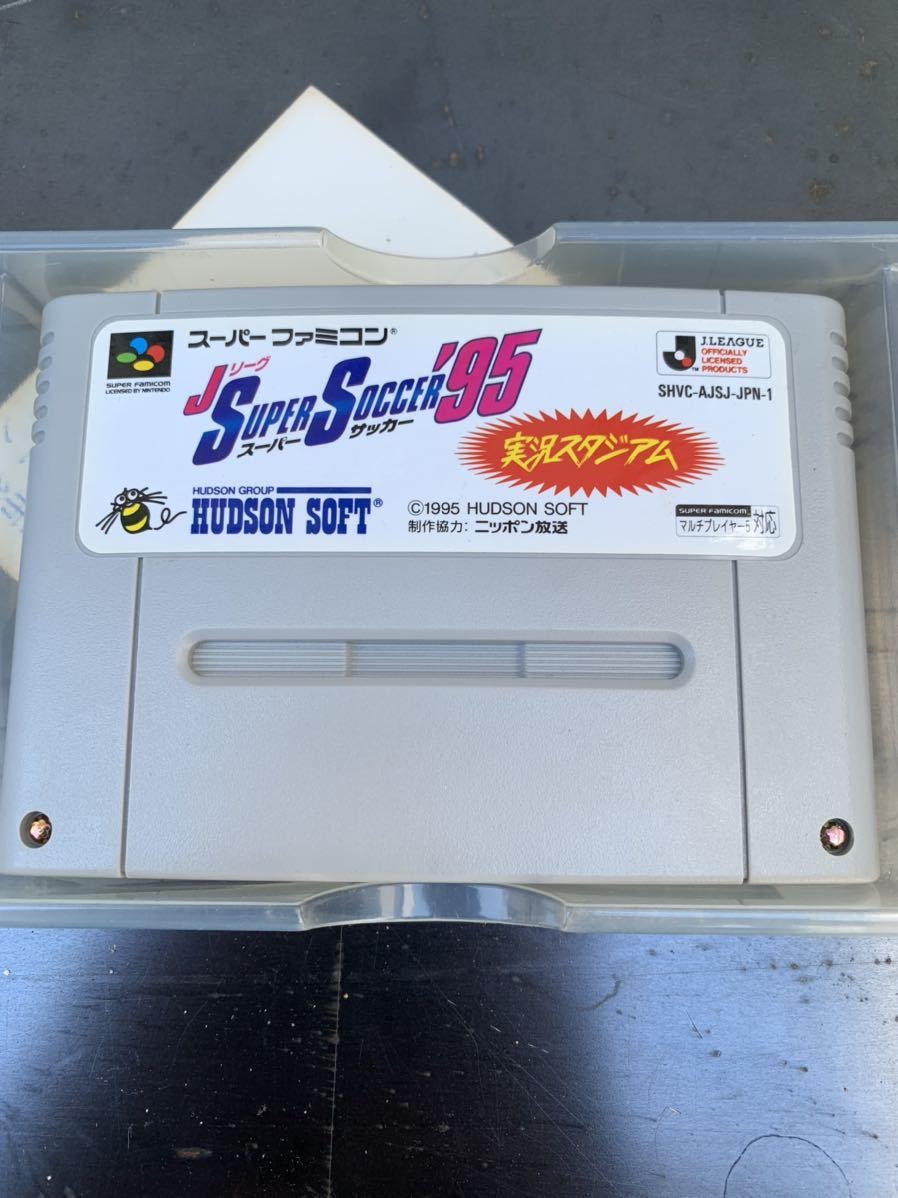 スーパーファミコン®
SUPER FAMICOM
LICENSED BY NINTENDO
リーグ
J SUPER SOCCER '95
スーパー サッカー
実況スタジアム
J.LEAGUE
OFFICIALLY
LICENSED
PRODUCTS
SHVC-AJSJ-JPN-1
HUDSON GROUP
HUDSON SOFT®
©1995 HUDSON SOFT
制作協力: ニッポン放送
SUPER FAMICOM
マルチプレイヤー5 対応